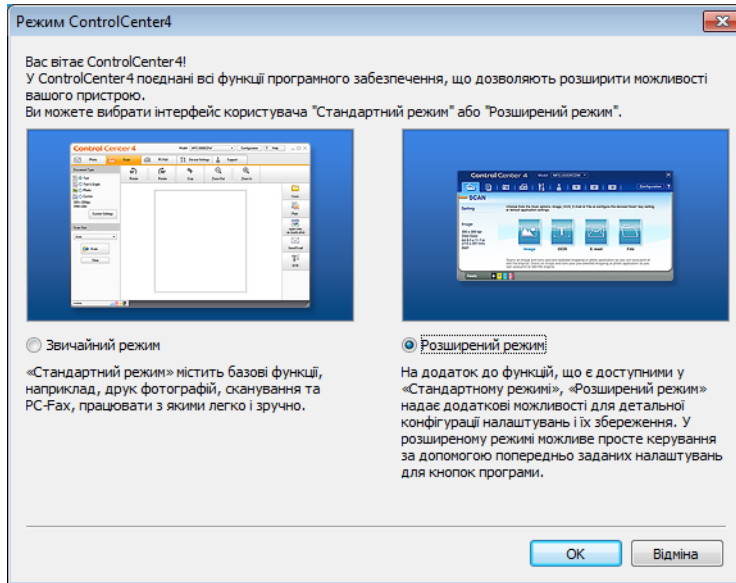 Режим ControlCenter4
Вас вітає ControlCenter4!
У ControlCenter4 поєднані всі функції програмного забезпечення, що дозволяють розширити можливості
вашого пристрою.
Ви можете вибрати інтерфейс користувача "Стандартний режим" або "Розширений режим".
Control Center 4
Control Center 4
SCAN
Image
OCR
E-mail
File
Звичайний режим
«Стандартний режим» містить базові функції,
наприклад, друк фотографій, сканування та
PC-Fax, працювати з якими легко і зручно.
Розширений режим
На додаток до функцій, що є доступними у
«Стандартному режимі», «Розширений режим»
надає додаткові можливості для детальної
конфігурації налаштувань і їх збереження. У
розширеному режимі можливе просте керування
за допомогою попередньо заданих налаштувань
для кнопок програми.
OK
Відміна